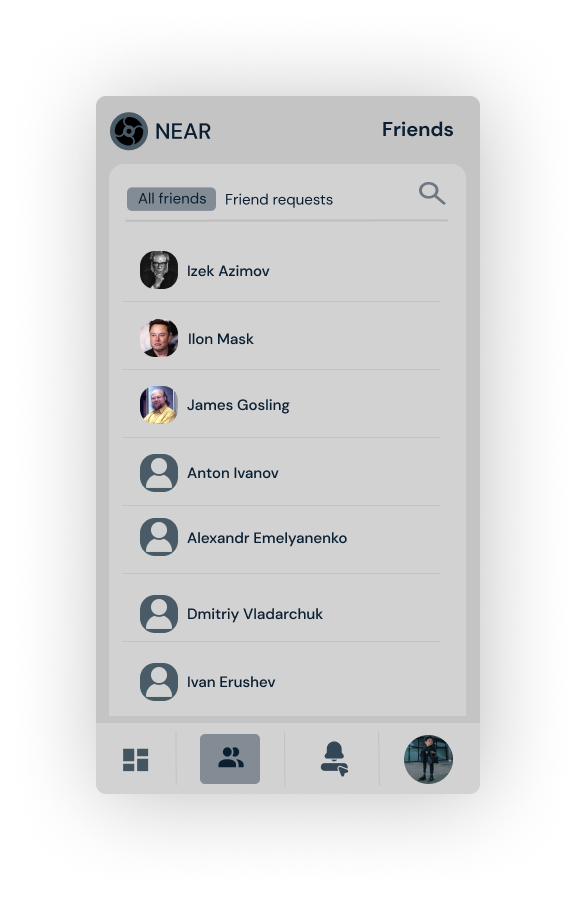 NEAR
Friends
All friends
Friend requests
Izek Azimov
Ilon Mask
James Gosling
Anton Ivanov
Alexandr Emelyanenko
Dmitriy Vladarchuk
Ivan Erushev